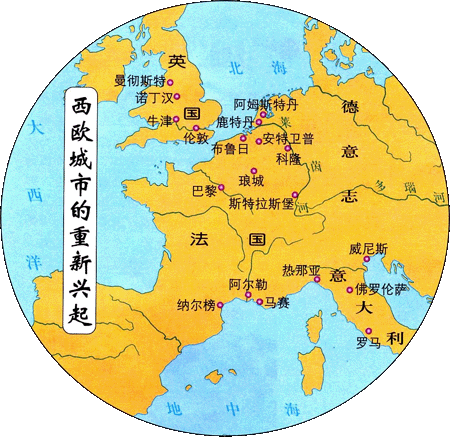 西欧城市的重新兴起
英国
北海
大西洋
曼彻斯特
诺丁汉
牛津
伦敦
阿姆斯特丹
鹿特丹
安特卫普
布鲁日
科隆
莱茵河
德意志
多瑙河
琅城
巴黎
斯特拉斯堡
法国
威尼斯
热那亚
意大利
佛罗伦萨
阿尔勒
马赛
纳尔榜
罗马
地中海